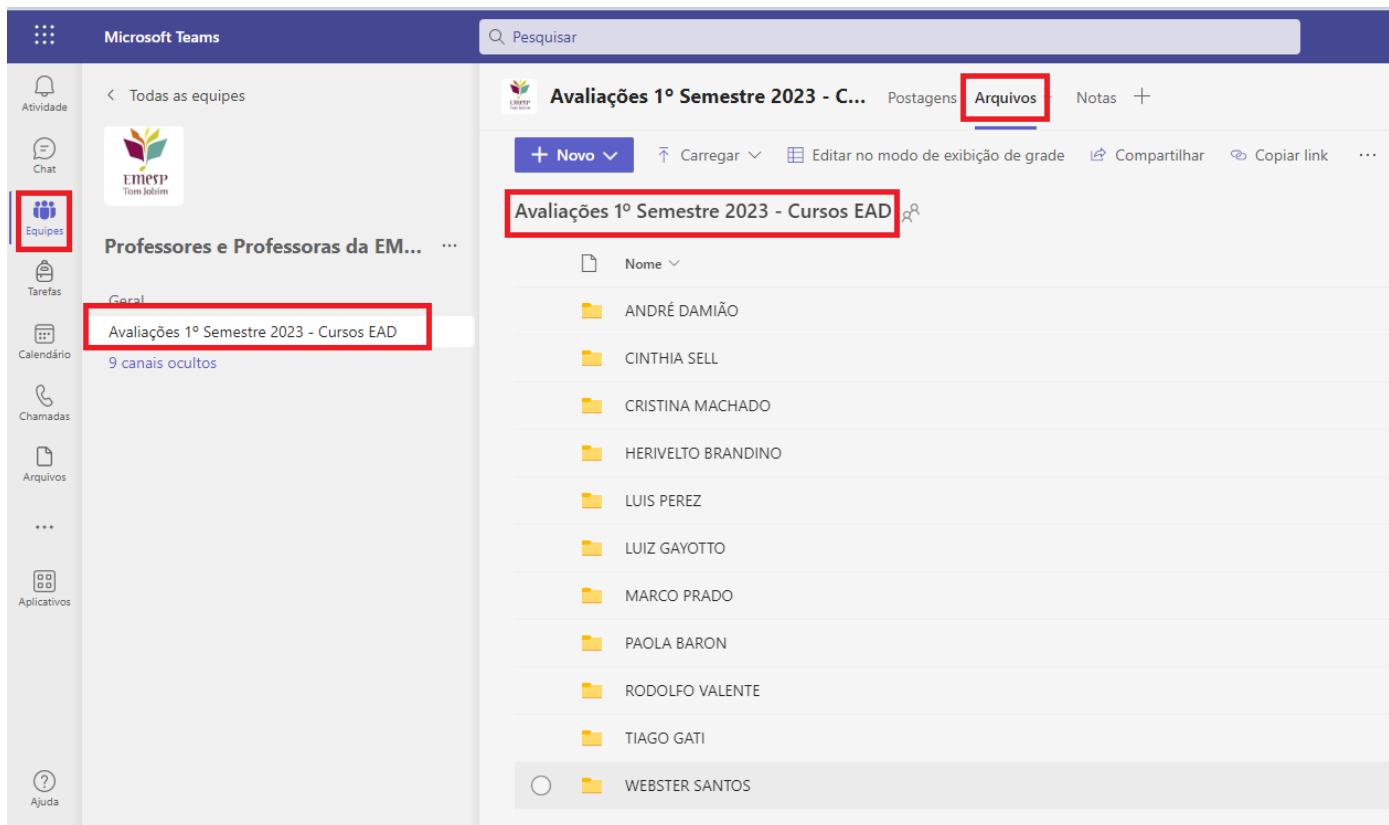 Microsoft Teams
Pesquisar
Atividade
Chat
Equipes
Tarefas
Calendário
Chamadas
Arquivos
Aplicativos
Ajuda
Todas as equipes
EMESP
Tom Jobim
Professores e Professoras da EM...
Geral
Avaliações 1º Semestre 2023 - Cursos EAD
9 canais ocultos
Avaliações 1º Semestre 2023 - C... Postagens Arquivos Notas
Novo Carregar Editar no modo de exibição de grade Compartilhar Copiar link
Avaliações 1º Semestre 2023 - Cursos EAD
Nome
ANDRÉ DAMIÃO
CINTHIA SELL
CRISTINA MACHADO
HERIVELTO BRANDINO
LUIS PEREZ
LUIZ GAYOTTO
MARCO PRADO
PAOLA BARON
RODOLFO VALENTE
TIAGO GATI
WEBSTER SANTOS